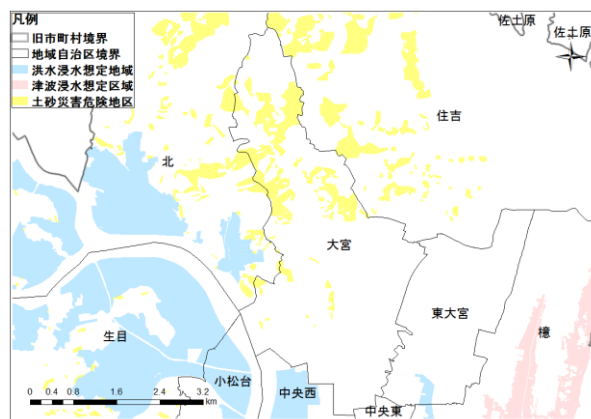 凡例
旧市町村境界
地域自治区境界
洪水浸水想定地域
津波浸水想定区域
土砂災害危険地区
佐土原
佐土原
住吉
北
大宮
東大宮
檍
生目
小松台
中央西
中央東
0 0.4 0.8 1.6 2.4 3.2
km